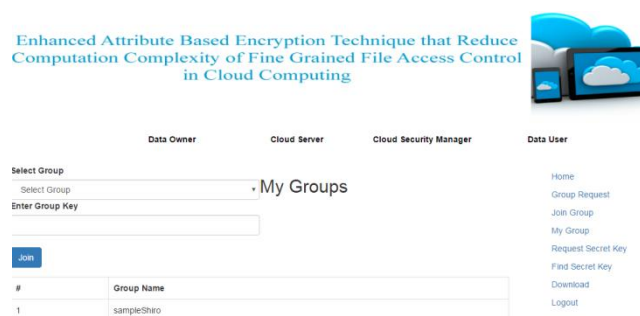 Enhanced Attribute Based Encryption Technique that Reduce
Computation Complexity of Fine Grained File Access Control
in Cloud Computing
Data Owner Cloud Server Cloud Security Manager Data User
Select Group
Select Group
My Groups
Enter Group Key
Join
# Group Name
1 sampleShiro
Home
Group Request
Join Group
My Group
Request Secret Key
Find Secret Key
Download
Logout